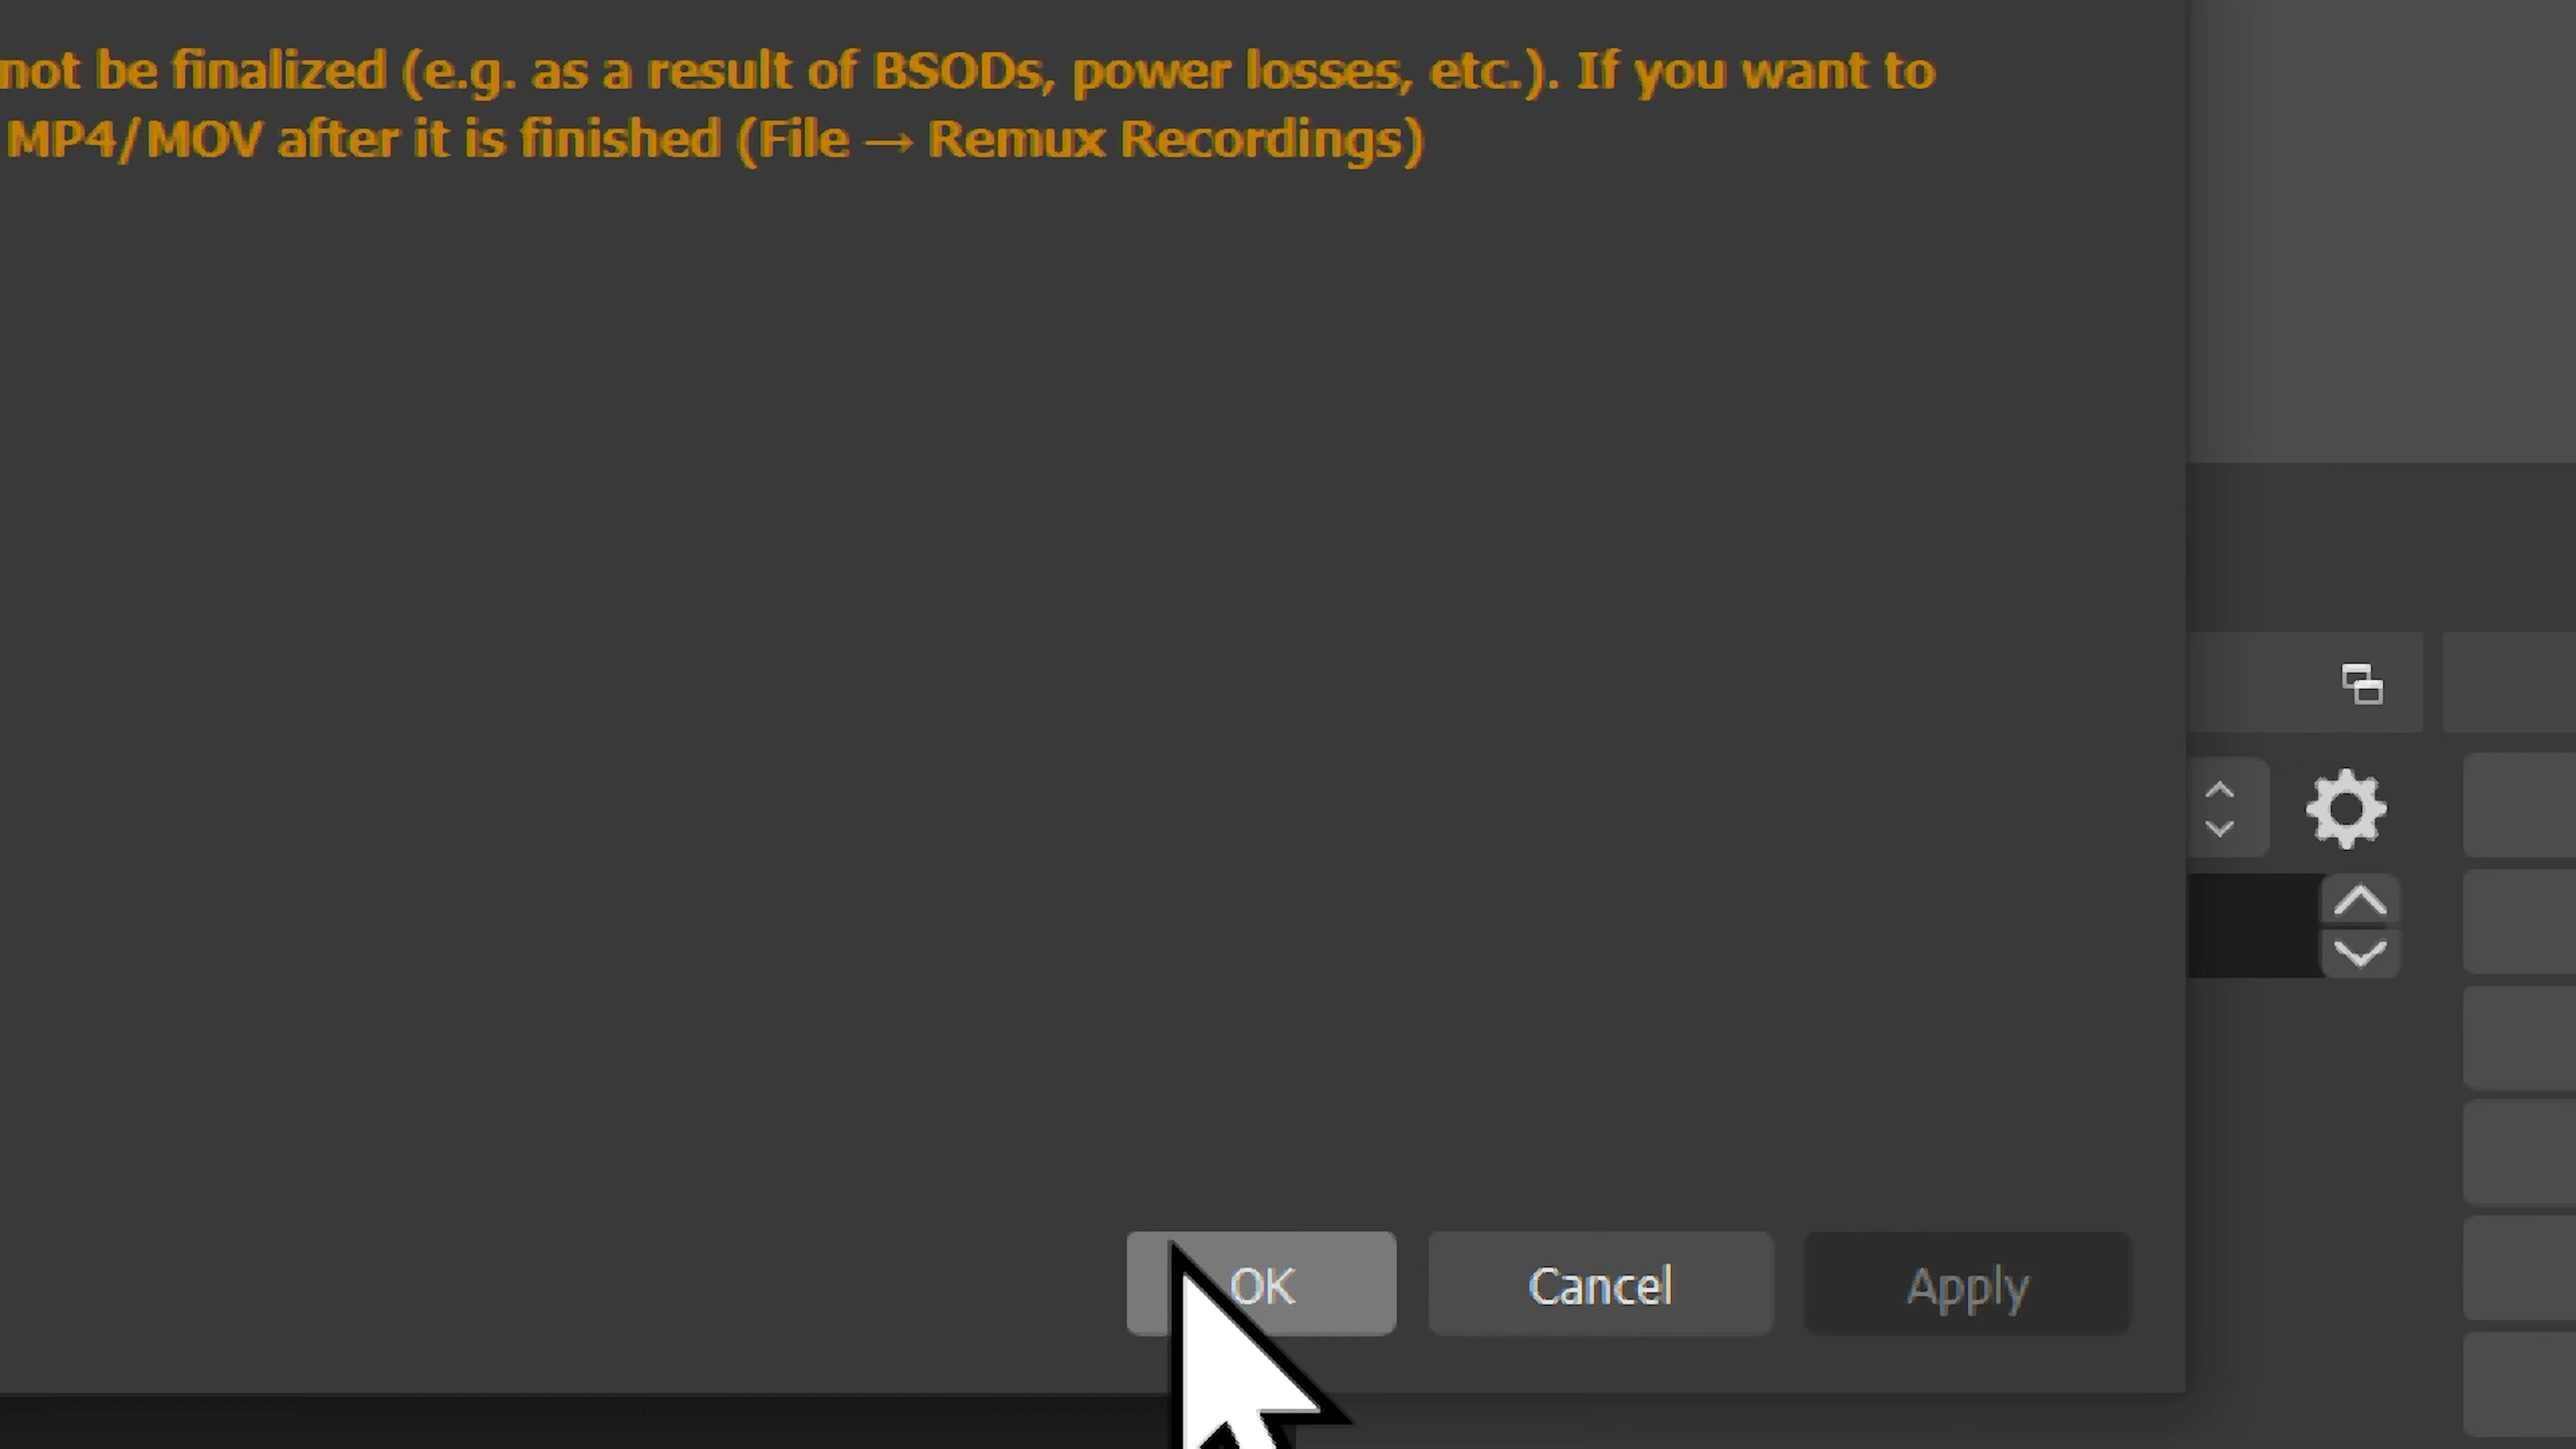 not be finalized (e.g. as a result of BSODs, power losses, etc.). If you want to
MP4/MOV after it is finished (File → Remux Recordings)
OK
Cancel
Apply